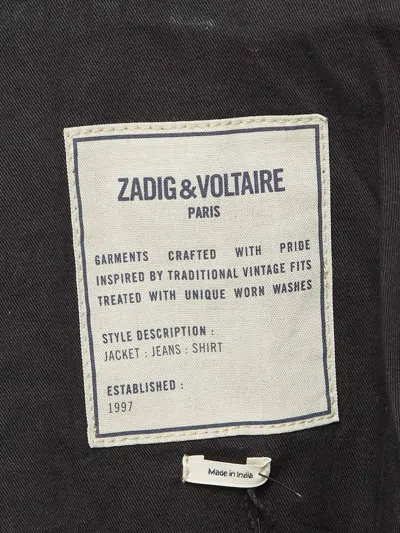 ZADIG&VOLTAIRE
PARIS
GARMENTS CRAFTED WITH PRIDE
INSPIRED BY TRADITIONAL VINTAGE FITS
TREATED WITH UNIQUE WORN WASHES
STYLE DESCRIPTION :
JACKET ; JEANS ; SHIRT
ESTABLISHED :
1997
Made in India